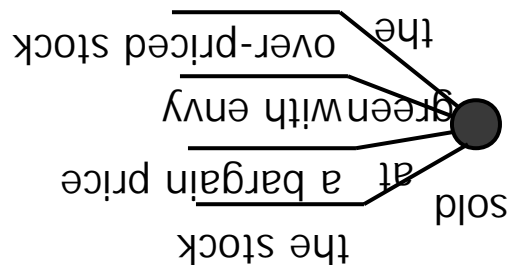 the stock
sold
at a bargain price
green with envy
the over-priced stock